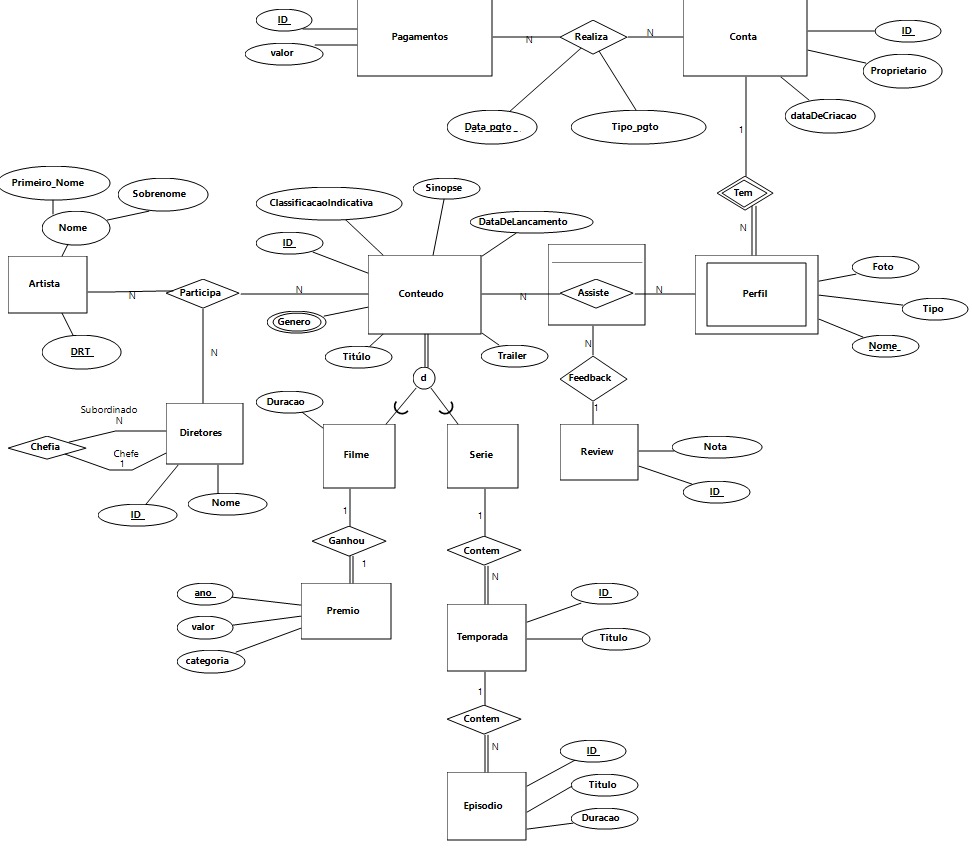 ID
Pagamentos
N
Realiza
N
Conta
ID
valor
Proprietario
Data_pgto
Tipo_pgto
dataDeCriacao
1
Primeiro_Nome
Sobrenome
ClassificacaoIndicativa
Sinopse
Tem
Nome
DataDeLancamento
N
ID
Artista
N
Participa
N
Conteudo
N
Assiste
N
Perfil
Foto
Tipo
Genero
Nome
DRT
N
Titúlo
Trailer
N
d
Feedback
Duracao
1
Subordinado
N
Chefia
Chefe
1
Diretores
Filme
Serie
Review
Nota
ID
ID
Nome
1
1
Ganhou
1
Contem
N
ano
valor
categoria
Premio
ID
Temporada
Titulo
1
Contem
N
ID
Titulo
Episodio
Duracao